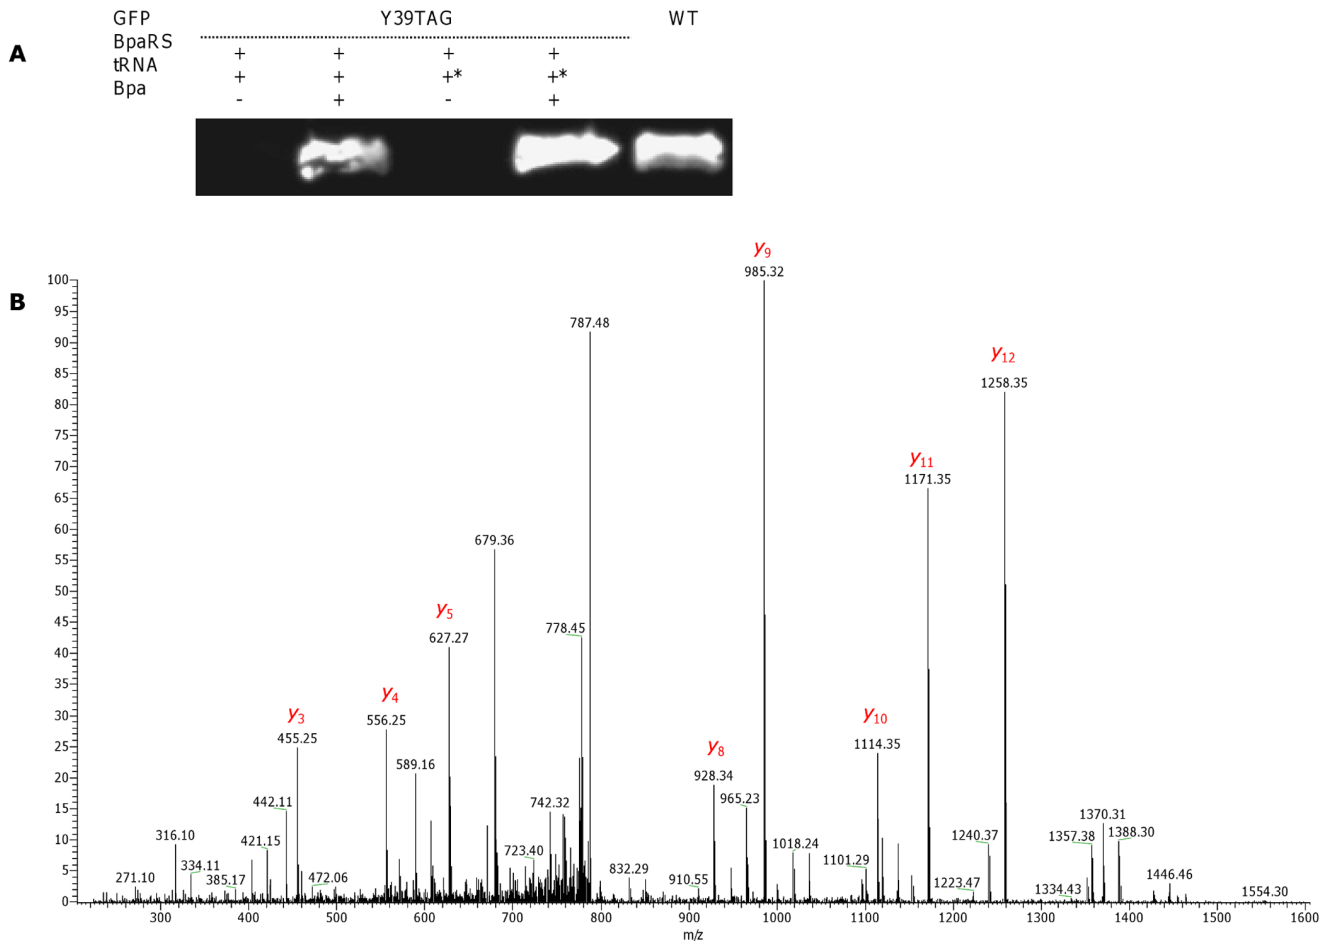 GFP Y39TAG WT
BpaRS
A
+ + + +
tRNA
+ + +* +*
Bpa
- + - +
B
y9
985.32
y12
1258.35
y11
1171.35
787.48
679.36
778.45
y5
627.27
y4
556.25
y3
455.25
589.16
442.11
742.32
y10
1114.35
y8
928.34
965.23
316.10
421.15
334.11
385.17
271.10
472.06
723.40
832.29
910.55
1018.24
1101.29
1223.47
1240.37
1334.43
1357.38
1370.31
1388.30
1446.46
1554.30
100
95
90
85
80
75
70
65
60
55
50
45
40
35
30
25
20
15
10
5
0
300 400 500 600 700 800 900 1000 1100 1200 1300 1400 1500 1600
m/z